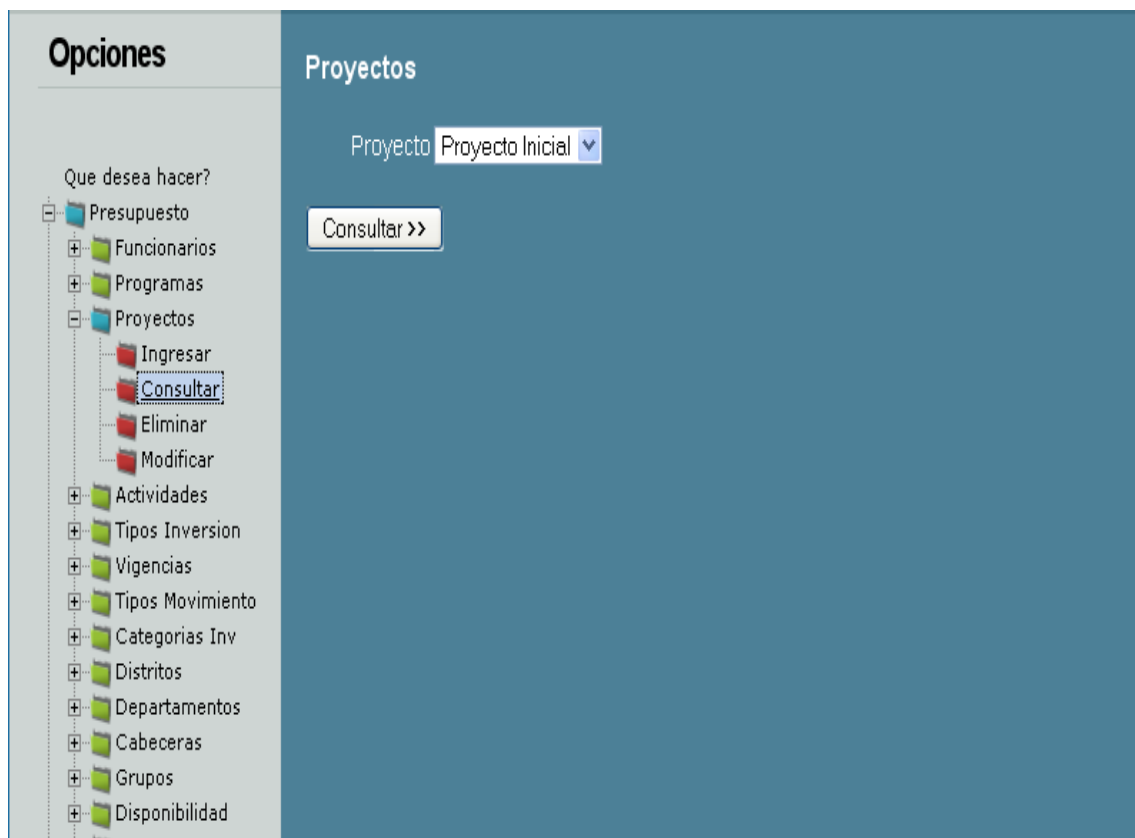 Opciones
Que desea hacer?
Presupuesto
Funcionarios
Programas
Proyectos
Ingresar
Consultar
Eliminar
Modificar
Actividades
Tipos Inversion
Vigencias
Tipos Movimiento
Categorias Inv
Distritos
Departamentos
Cabeceras
Grupos
Disponibilidad
Proyectos
Proyecto Proyecto Inicial
Consultar >>